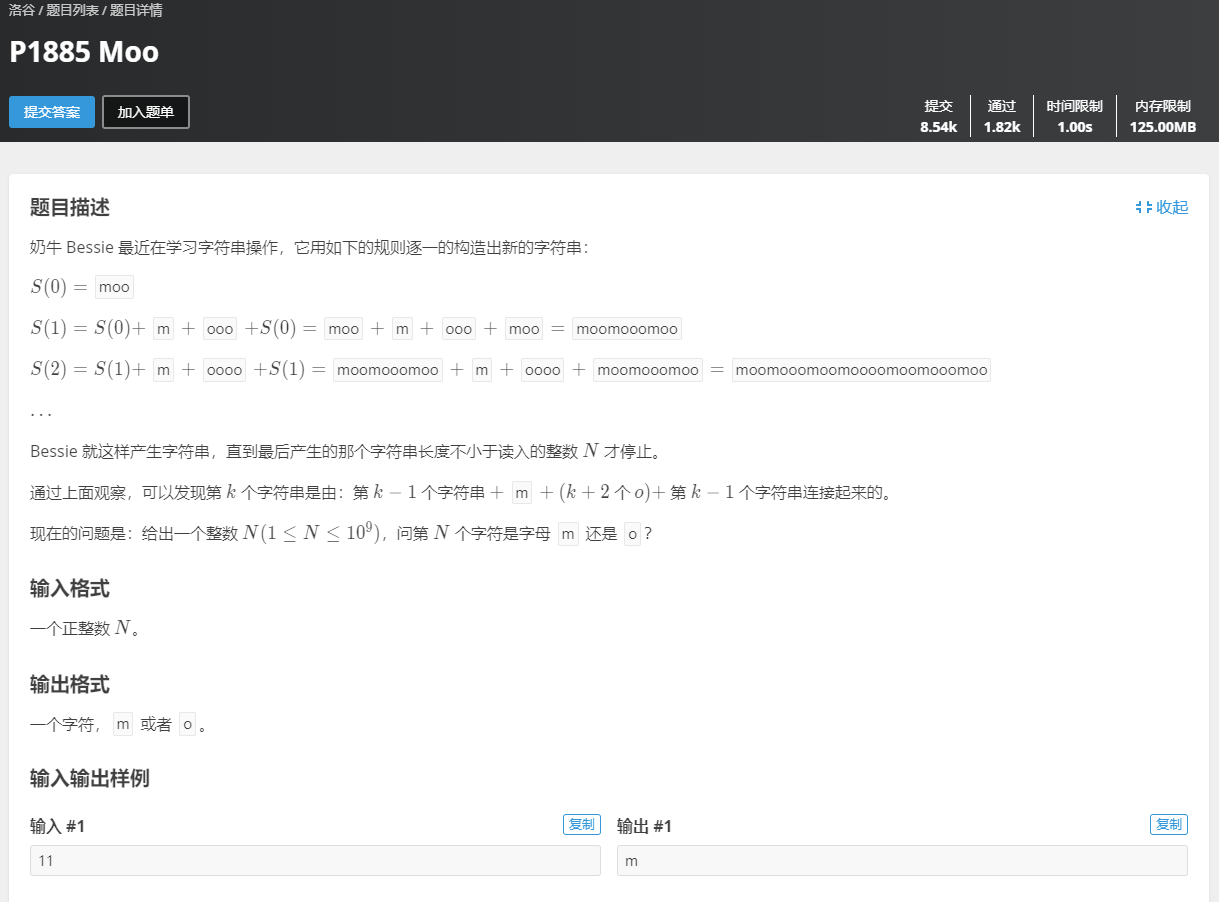 洛谷 / 题目列表 / 题目详情
P1885 Moo
提交答案 加入题单
提交 通过 时间限制 内存限制
8.54k 1.82k 1.00s 125.00MB
题目描述 收起
奶牛 Bessie 最近在学习字符串操作，它用如下的规则逐一的构造出新的字符串：
S(0) = moo
S(1) = S(0)+ m + ooo +S(0) = moo + m + ooo + moo = moomooomoo
S(2) = S(1)+ m + oooo +S(1) = moomooomoo + m + oooo + moomooomoo = moomooomoomoooomoomooomoo
...
Bessie 就这样产生字符串，直到最后产生的那个字符串长度不小于读入的整数 N 才停止。
通过上面观察，可以发现第 k 个字符串是由：第 k − 1 个字符串 + m + (k + 2 个 o)+ 第 k − 1 个字符串连接起来的。
现在的问题是：给出一个整数 N(1 ≤ N ≤ 10⁹)，问第 N 个字符是字母 m 还是 o ？
输入格式
一个正整数 N。
输出格式
一个字符， m 或者 o 。
输入输出样例
输入 #1 复制 输出 #1 复制
11 m